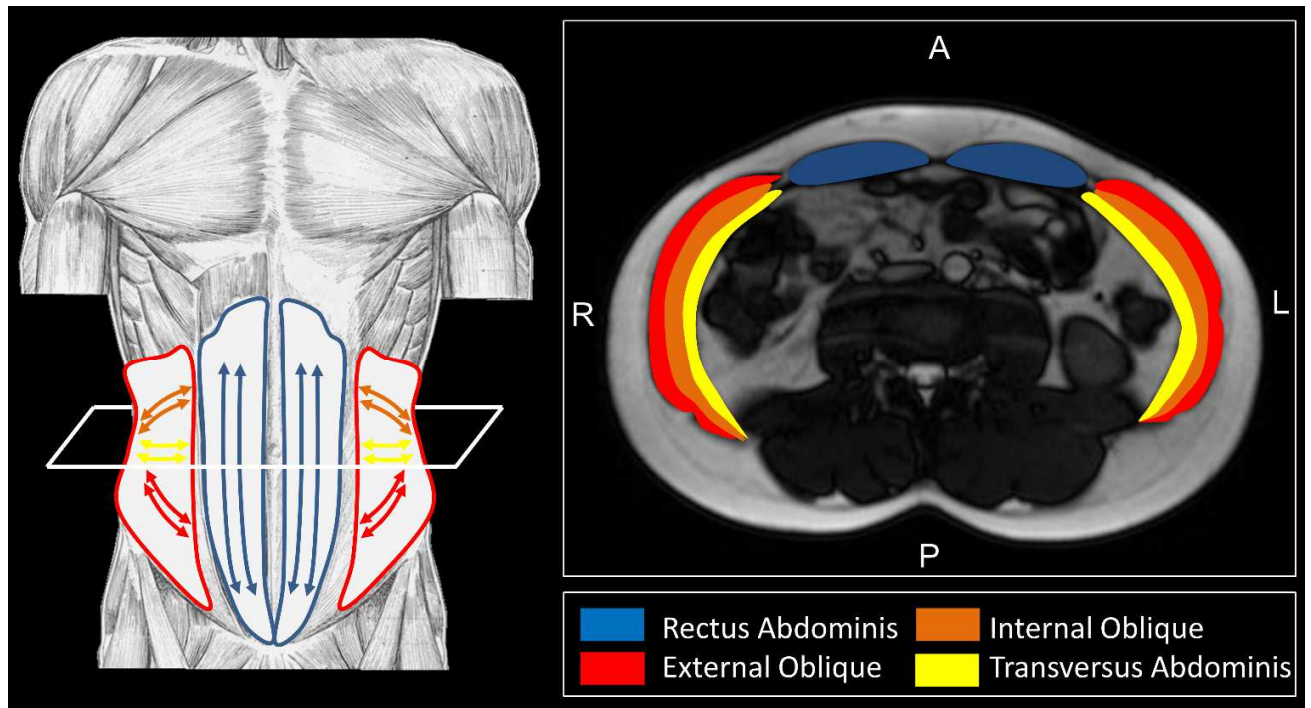 A
R
L
P
Rectus Abdominis
Internal Oblique
External Oblique
Transversus Abdominis